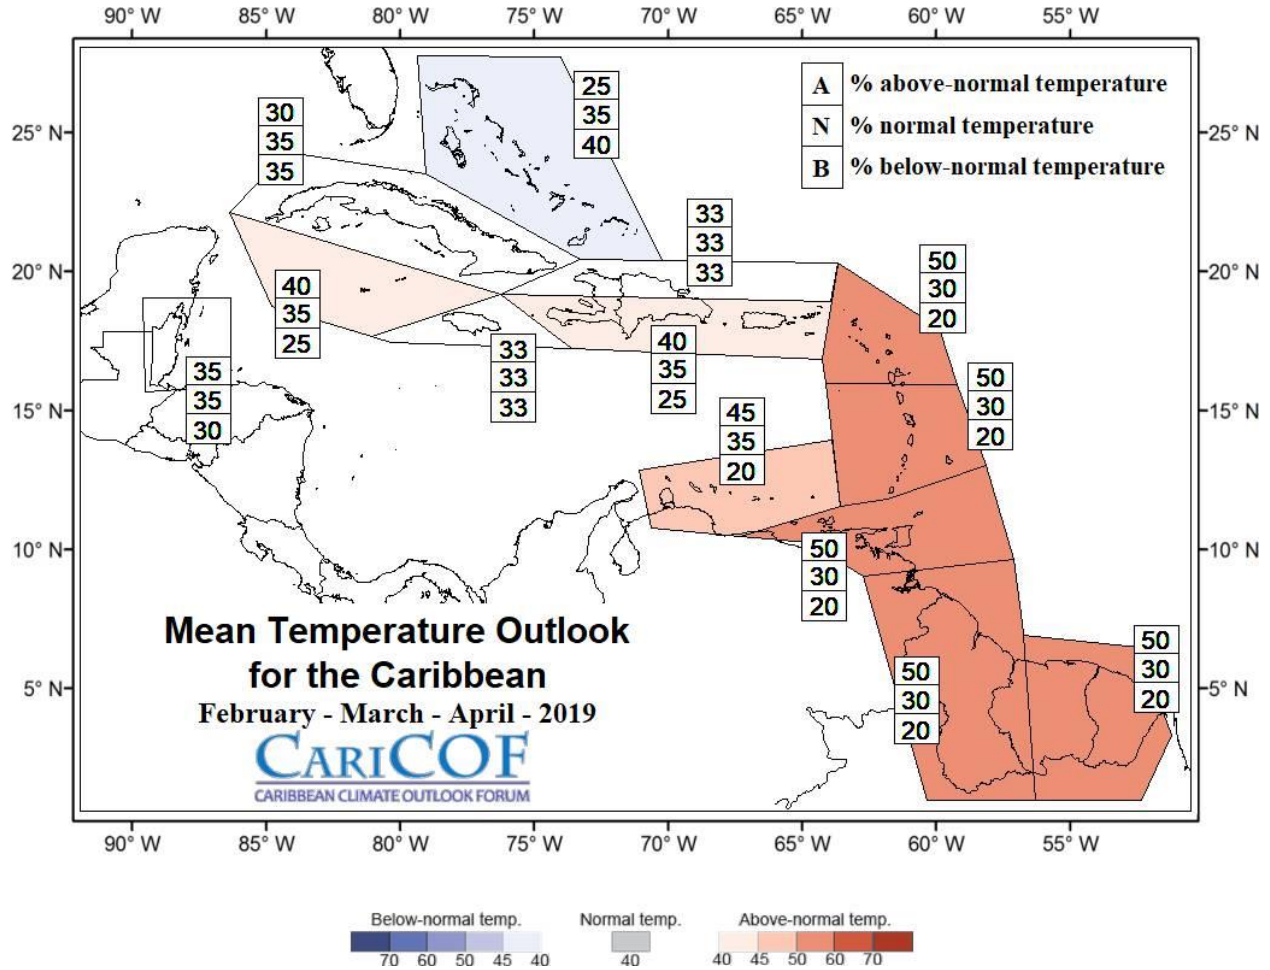 90° W 85° W 80° W 75° W 70° W 65° W 60° W 55° W
A % above-normal temperature
N % normal temperature
B % below-normal temperature
25° N
25° N
20° N
20° N
15° N
15° N
10° N
10° N
5° N
5° N
30
35
35
25
35
40
33
33
33
50
30
20
40
35
25
33
33
33
40
35
25
35
35
30
45
35
20
50
30
20
50
30
20
50
30
20
50
30
20
Mean Temperature Outlook
for the Caribbean
February - March - April - 2019
CARICOF
CARIBBEAN CLIMATE OUTLOOK FORUM
90° W 85° W 80° W 75° W 70° W 65° W 60° W 55° W
Below-normal temp. Normal temp. Above-normal temp.
70 60 50 45 40 40 40 45 50 60 70